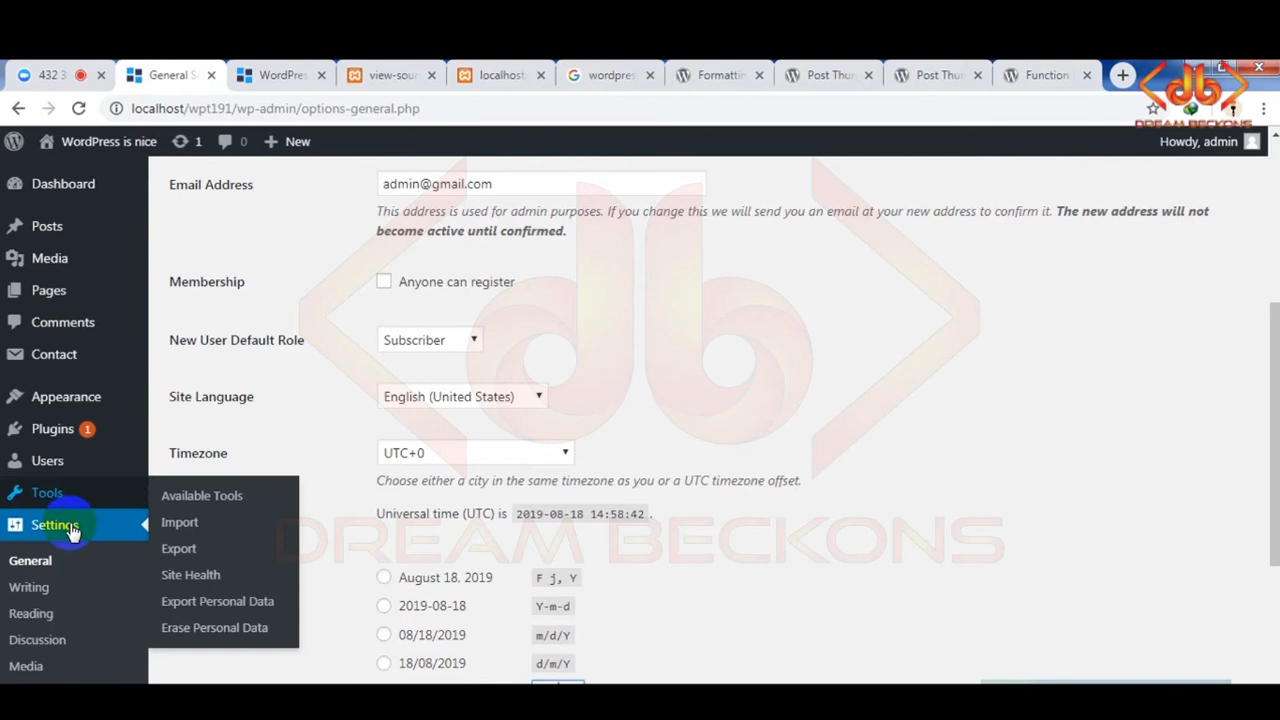 432 3
General S
WordPres
view-sou
localhost
wordpres
Formattin
Post Thum
Post Thum
Function
DREAM BECKONS
localhost/wpt191/wp-admin/options-general.php
WordPress is nice
1
0
New
Howdy, admin
Dashboard
Posts
Media
Pages
Comments
Contact
Appearance
Plugins 1
Users
Tools
Settings
General
Writing
Reading
Discussion
Media
Available Tools
Import
Export
Site Health
Export Personal Data
Erase Personal Data
Email Address
admin@gmail.com
This address is used for admin purposes. If you change this we will send you an email at your new address to confirm it. The new address will not
become active until confirmed.
Membership
Anyone can register
New User Default Role
Subscriber
Site Language
English (United States)
Timezone
UTC+0
Choose either a city in the same timezone as you or a UTC timezone offset.
Universal time (UTC) is 2019-08-18 14:58:42 .
DREAM BECKONS
August 18, 2019 F j, Y
2019-08-18 Y-m-d
08/18/2019 m/d/Y
18/08/2019 d/m/Y